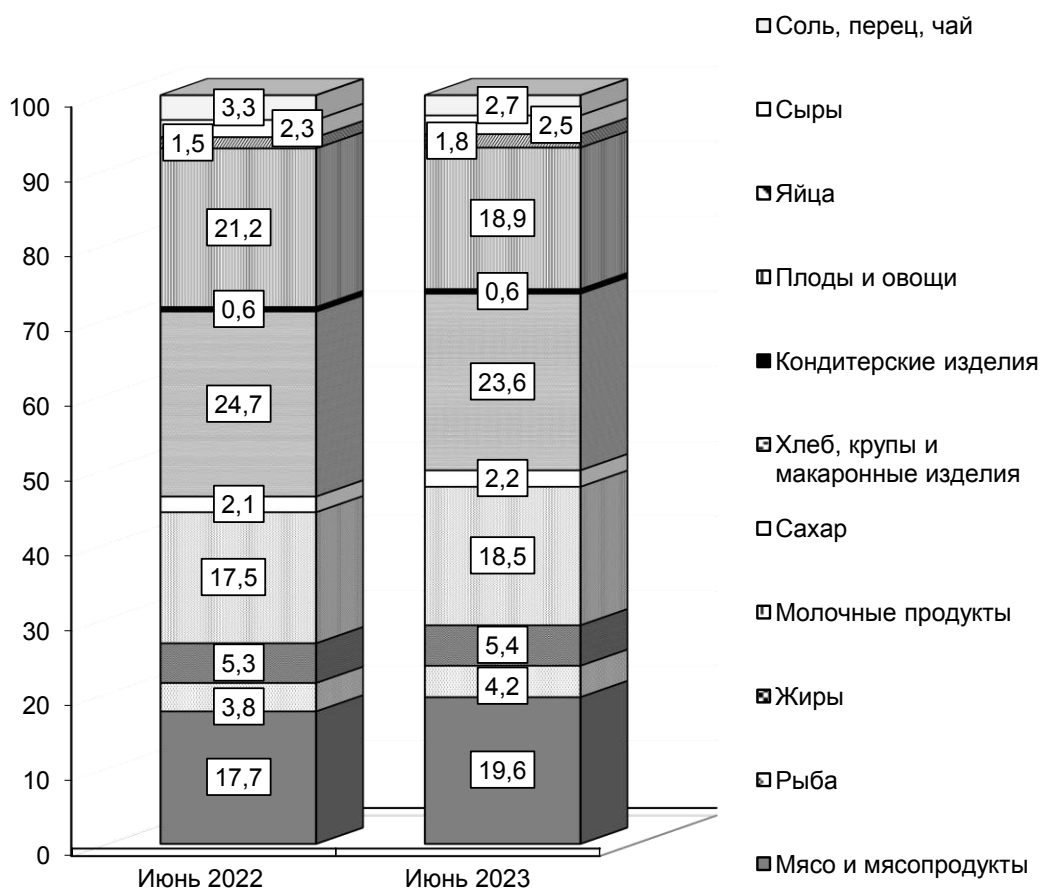 Соль, перец, чай
Сыры
Яйца
Плоды и овощи
Кондитерские изделия
Хлеб, крупы и
макаронные изделия
Сахар
Молочные продукты
Жиры
Рыба
Мясо и мясопродукты
100
90
80
70
60
50
40
30
20
10
0
3,3
2,3
1,5
21,2
0,6
24,7
2,1
17,5
5,3
3,8
17,7
2,7
2,5
1,8
18,9
0,6
23,6
2,2
18,5
5,4
4,2
19,6
Июнь 2022
Июнь 2023